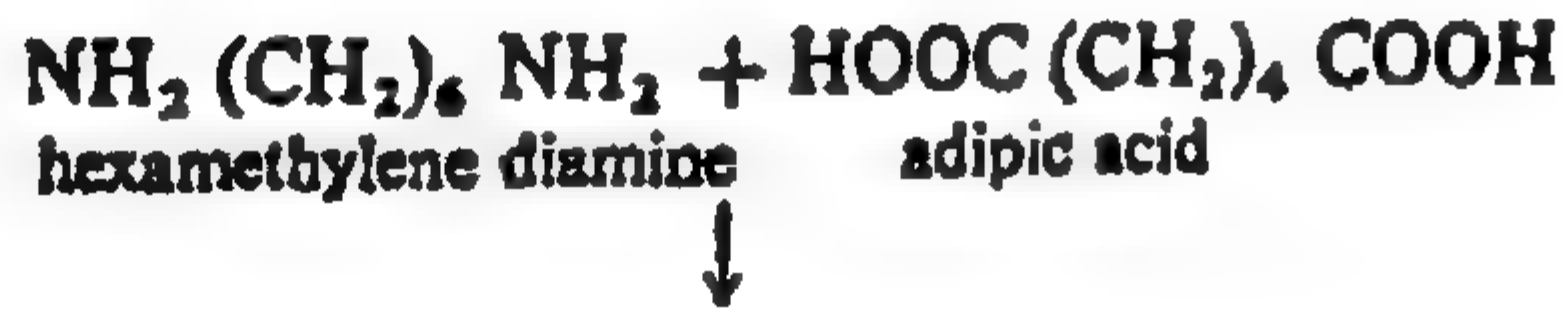 NH₂ (CH₂)₆ NH₂ + HOOC (CH₂)₄ COOH
hexamethylene diamine adipic acid
↓